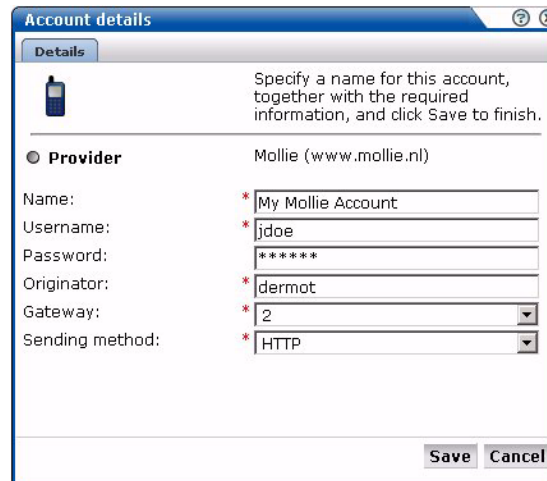 Account details
Details
Specify a name for this account,
together with the required
information, and click Save to finish.
Provider
Mollie (www.mollie.nl)
Name: * My Mollie Account
Username: * jdoe
Password: ******
Originator: * dermot
Gateway: * 2
Sending method: * HTTP
Save Cancel